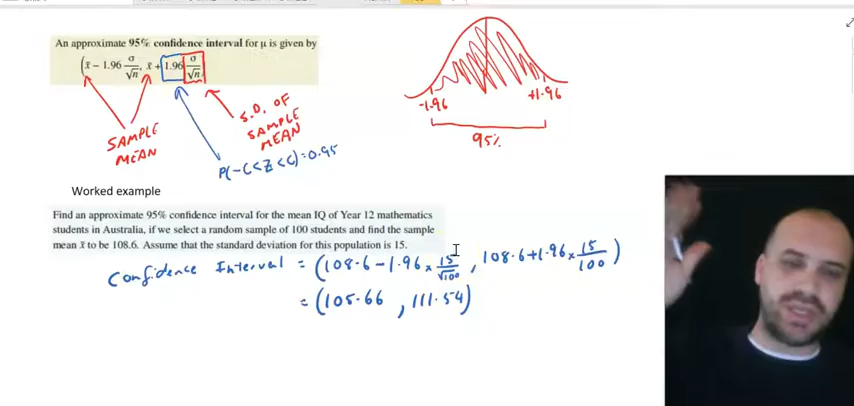 An approximate 95% confidence interval for μ is given by
(x̄ − 1.96 σ/√n, x̄ + 1.96 σ/√n)
SAMPLE
MEAN
S.D. OF
SAMPLE
MEAN
P(-C<Z<C)=0.95
-1.96
+1.96
95%
Worked example
Find an approximate 95% confidence interval for the mean IQ of Year 12 mathematics
students in Australia, if we select a random sample of 100 students and find the sample
mean x̄ to be 108.6. Assume that the standard deviation for this population is 15.
Confidence Interval = (108.6 - 1.96 × 15/√100 , 108.6 + 1.96 × 15/100)
= (105.66 , 111.54)